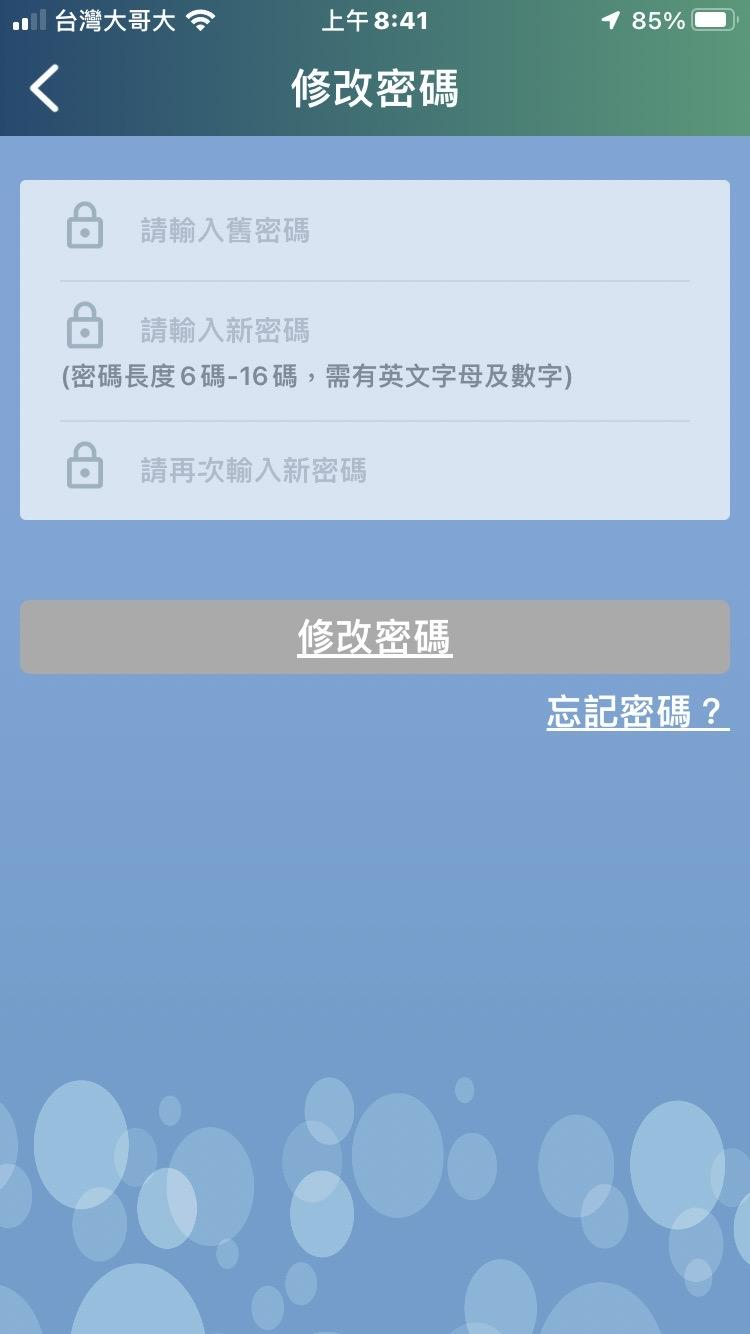 台灣大哥大 上午8:41 85%
修改密碼
請輸入舊密碼
請輸入新密碼
(密碼長度6碼-16碼，需有英文字母及數字)
請再次輸入新密碼
修改密碼
忘記密碼？